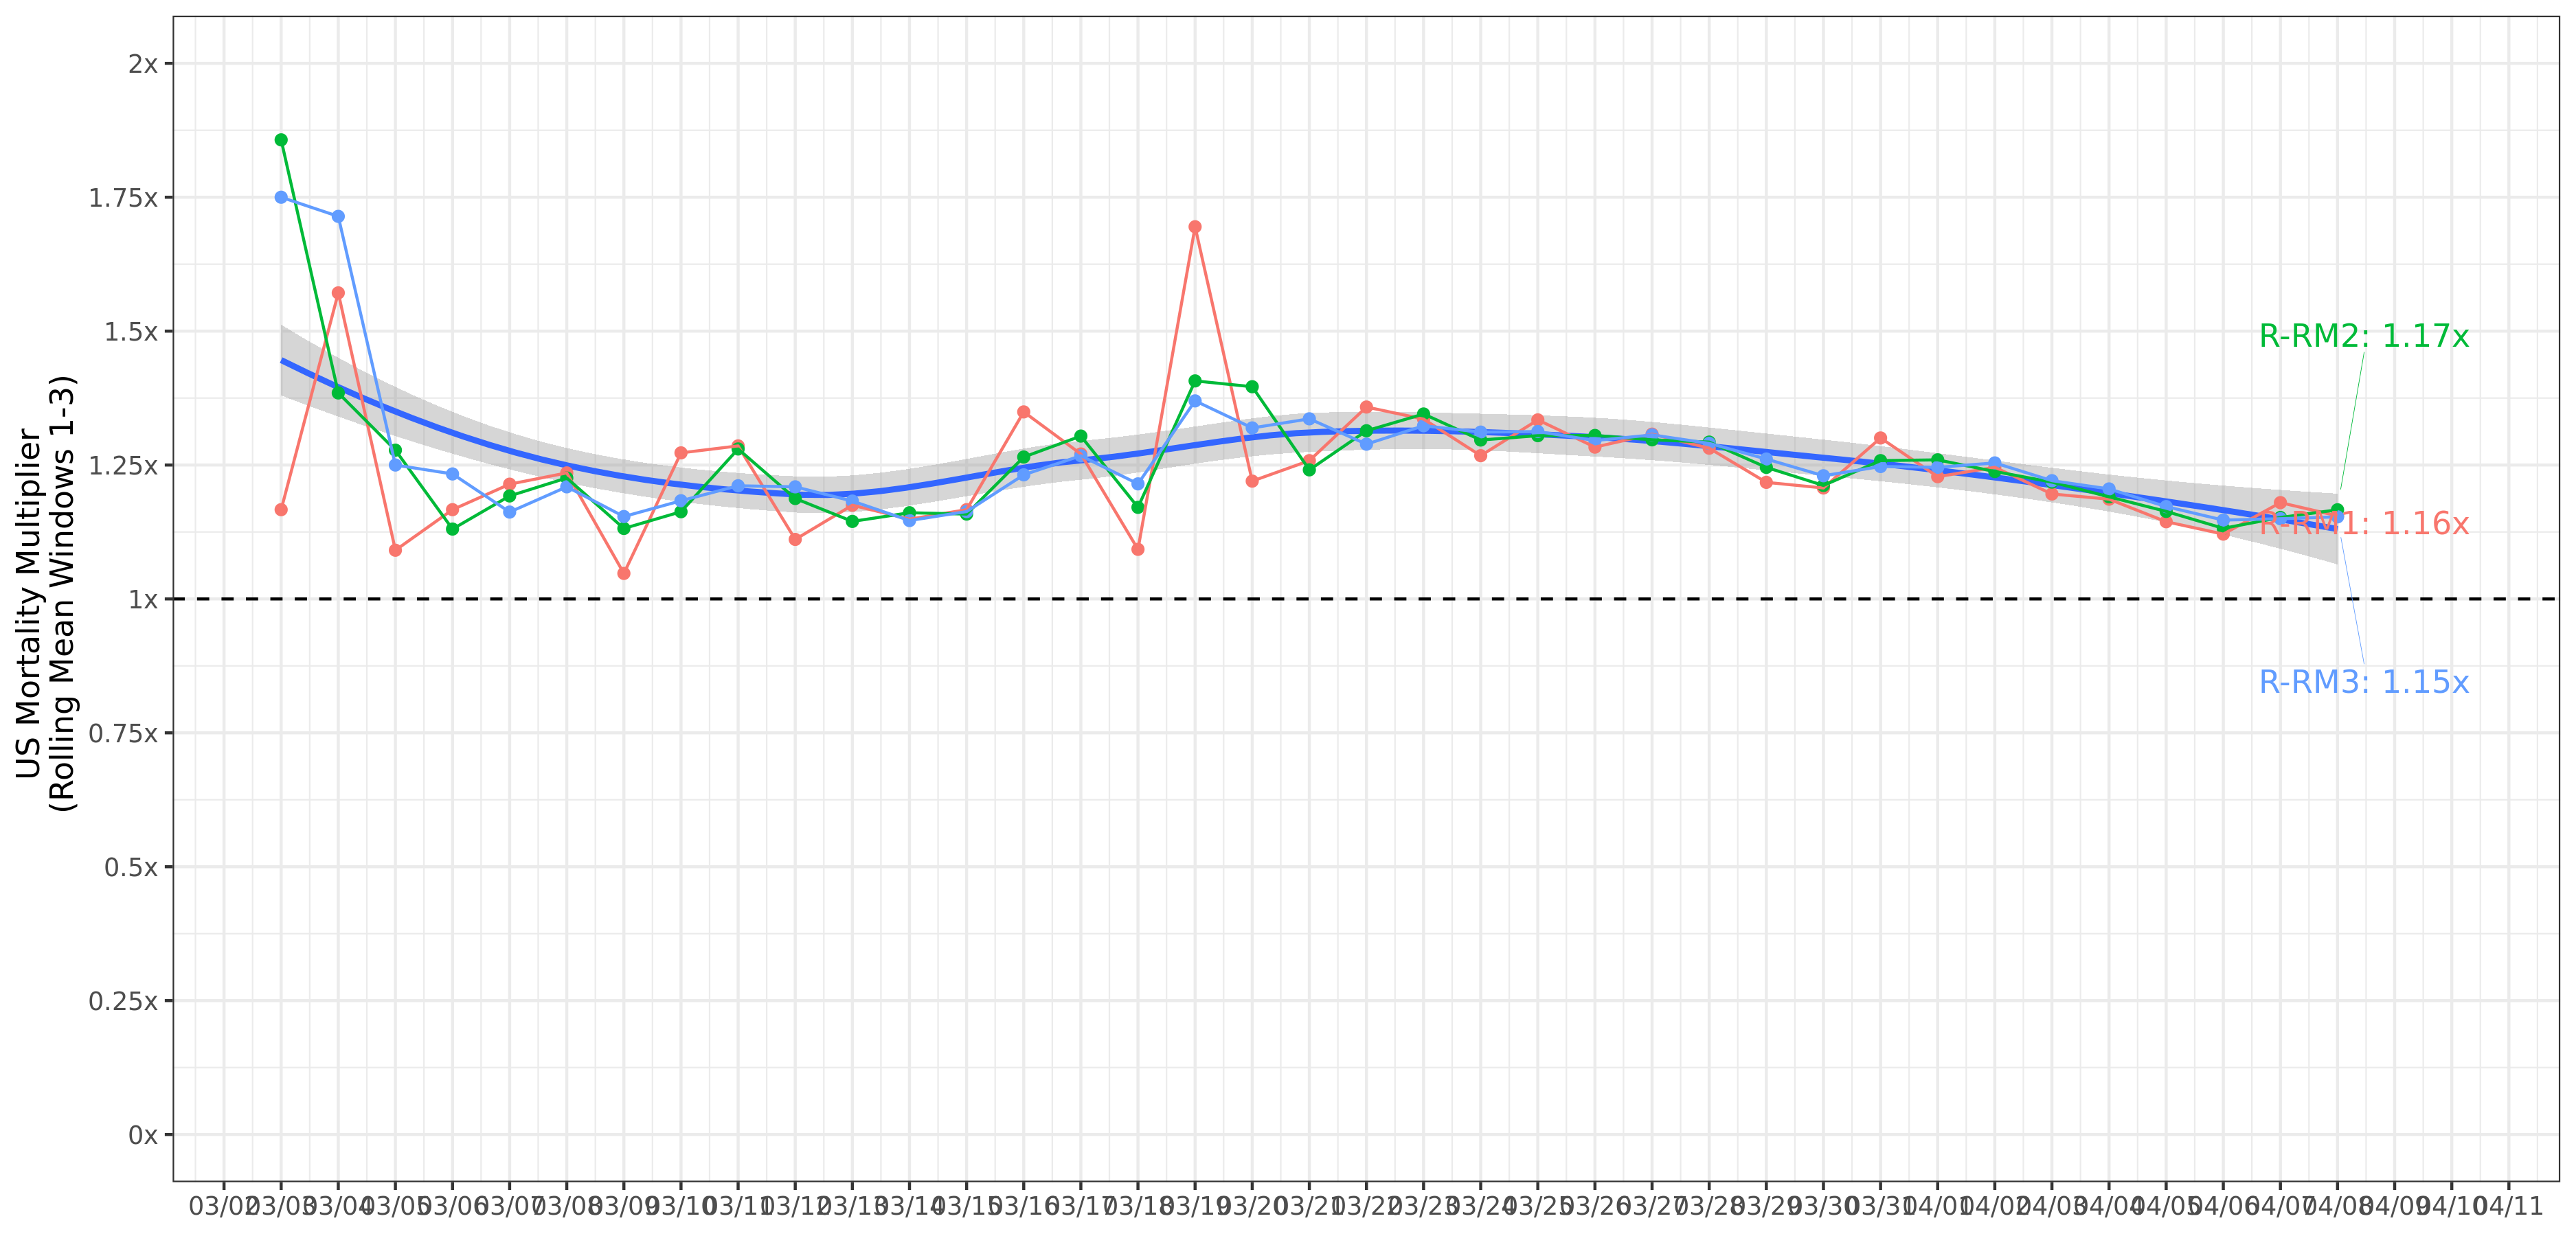 US Mortality Multiplier
(Rolling Mean Windows 1-3)
2x
1.75x
1.5x
1.25x
1x
0.75x
0.5x
0.25x
0x
R-RM2: 1.17x
R-RM1: 1.16x
R-RM3: 1.15x
03/02 03/03 03/04 03/05 03/06 03/07 03/08 03/09 03/10 03/11 03/12 03/13 03/14 03/15 03/16 03/17 03/18 03/19 03/20 03/21 03/22 03/23 03/24 03/25 03/26 03/27 03/28 03/29 03/30 03/31 04/01 04/02 04/03 04/04 04/05 04/06 04/07 04/08 04/09 04/10 04/11